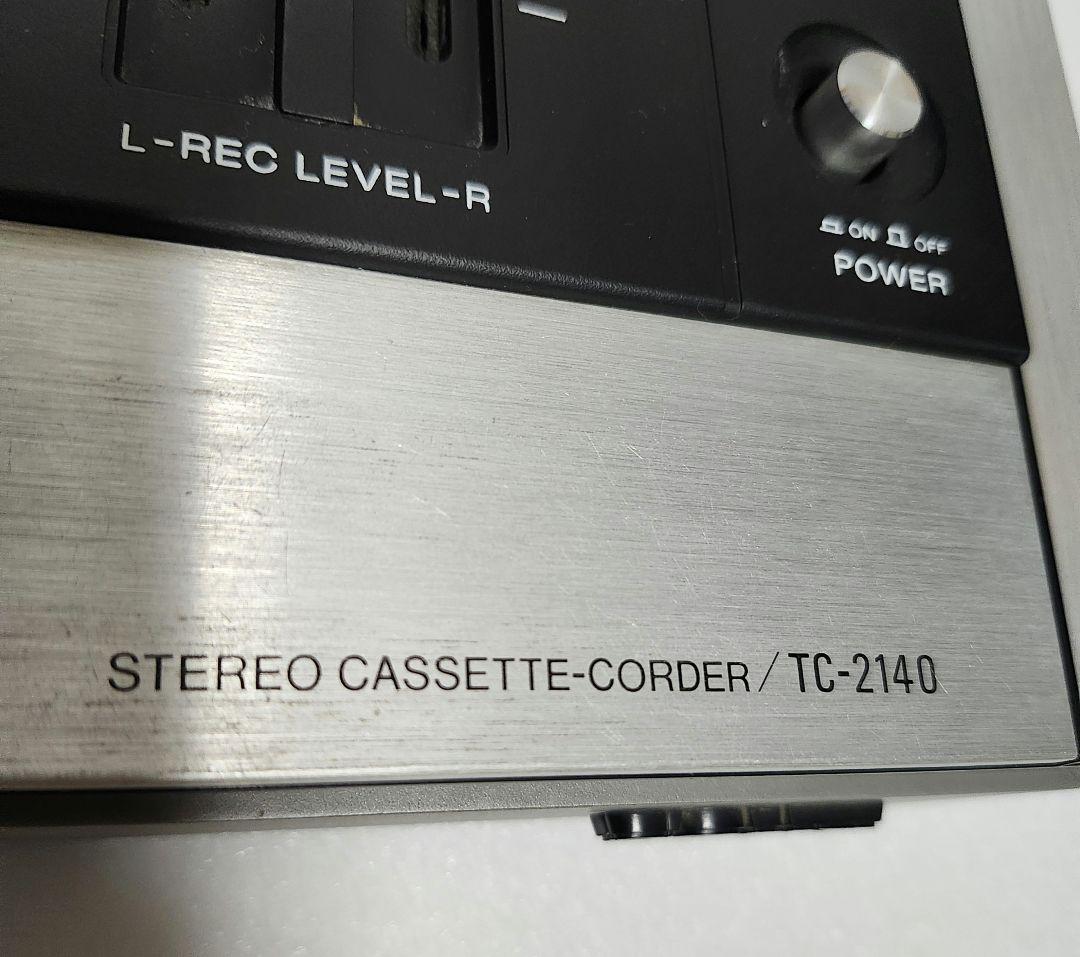 L-REC LEVEL-R
ON OFF
POWER
STEREO CASSETTE-CORDER / TC-2140